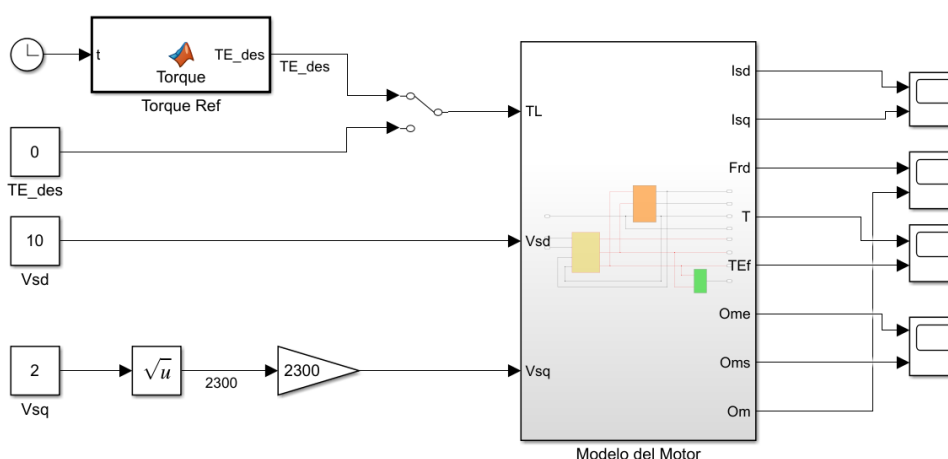 t
TE_des
Torque
Torque Ref
TE_des
0
TE_des
10
Vsd
2
Vsq
√u
2300
2300
TL
Vsd
Vsq
Isd
Isq
Frd
T
TEf
Ome
Oms
Om
Modelo del Motor